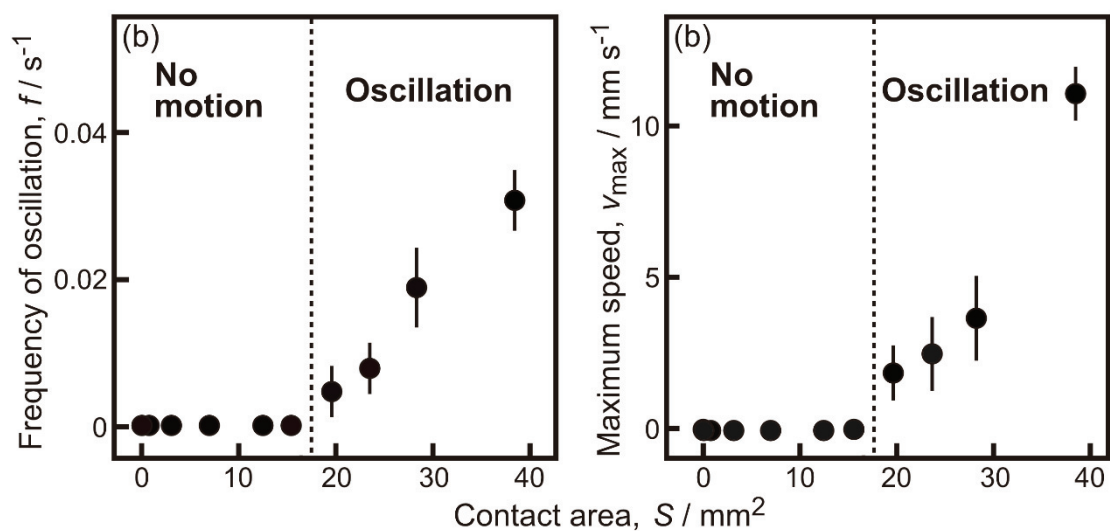 (b)
No
motion
Oscillation
Frequency of oscillation, f / s-1
0.04
0.02
0
0 10 20 30 40
(b)
No
motion
Oscillation
Maximum speed, vmax / mm s-1
10
5
0
0 10 20 30 40
Contact area, S / mm2